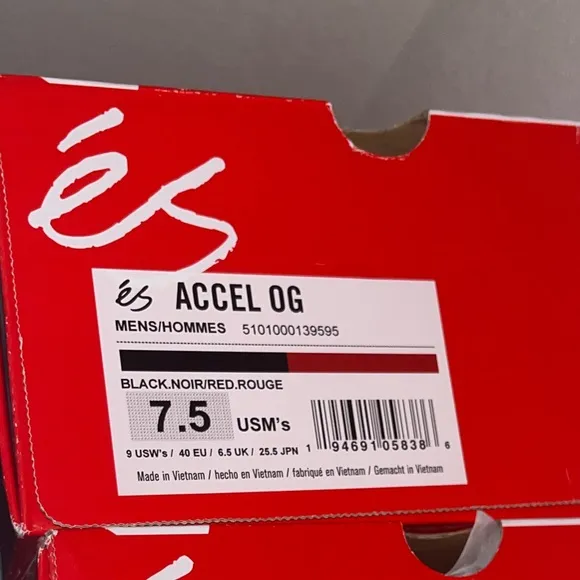 és
és ACCEL OG
MENS/HOMMES 5101000139595
BLACK.NOIR/RED.ROUGE
7.5 USM's
9 USW's / 40 EU / 6.5 UK / 25.5 JPN
1 94691 05838 6
Made in Vietnam / hecho en Vietnam / fabriqué en Vietnam / Gemacht in Vietnam